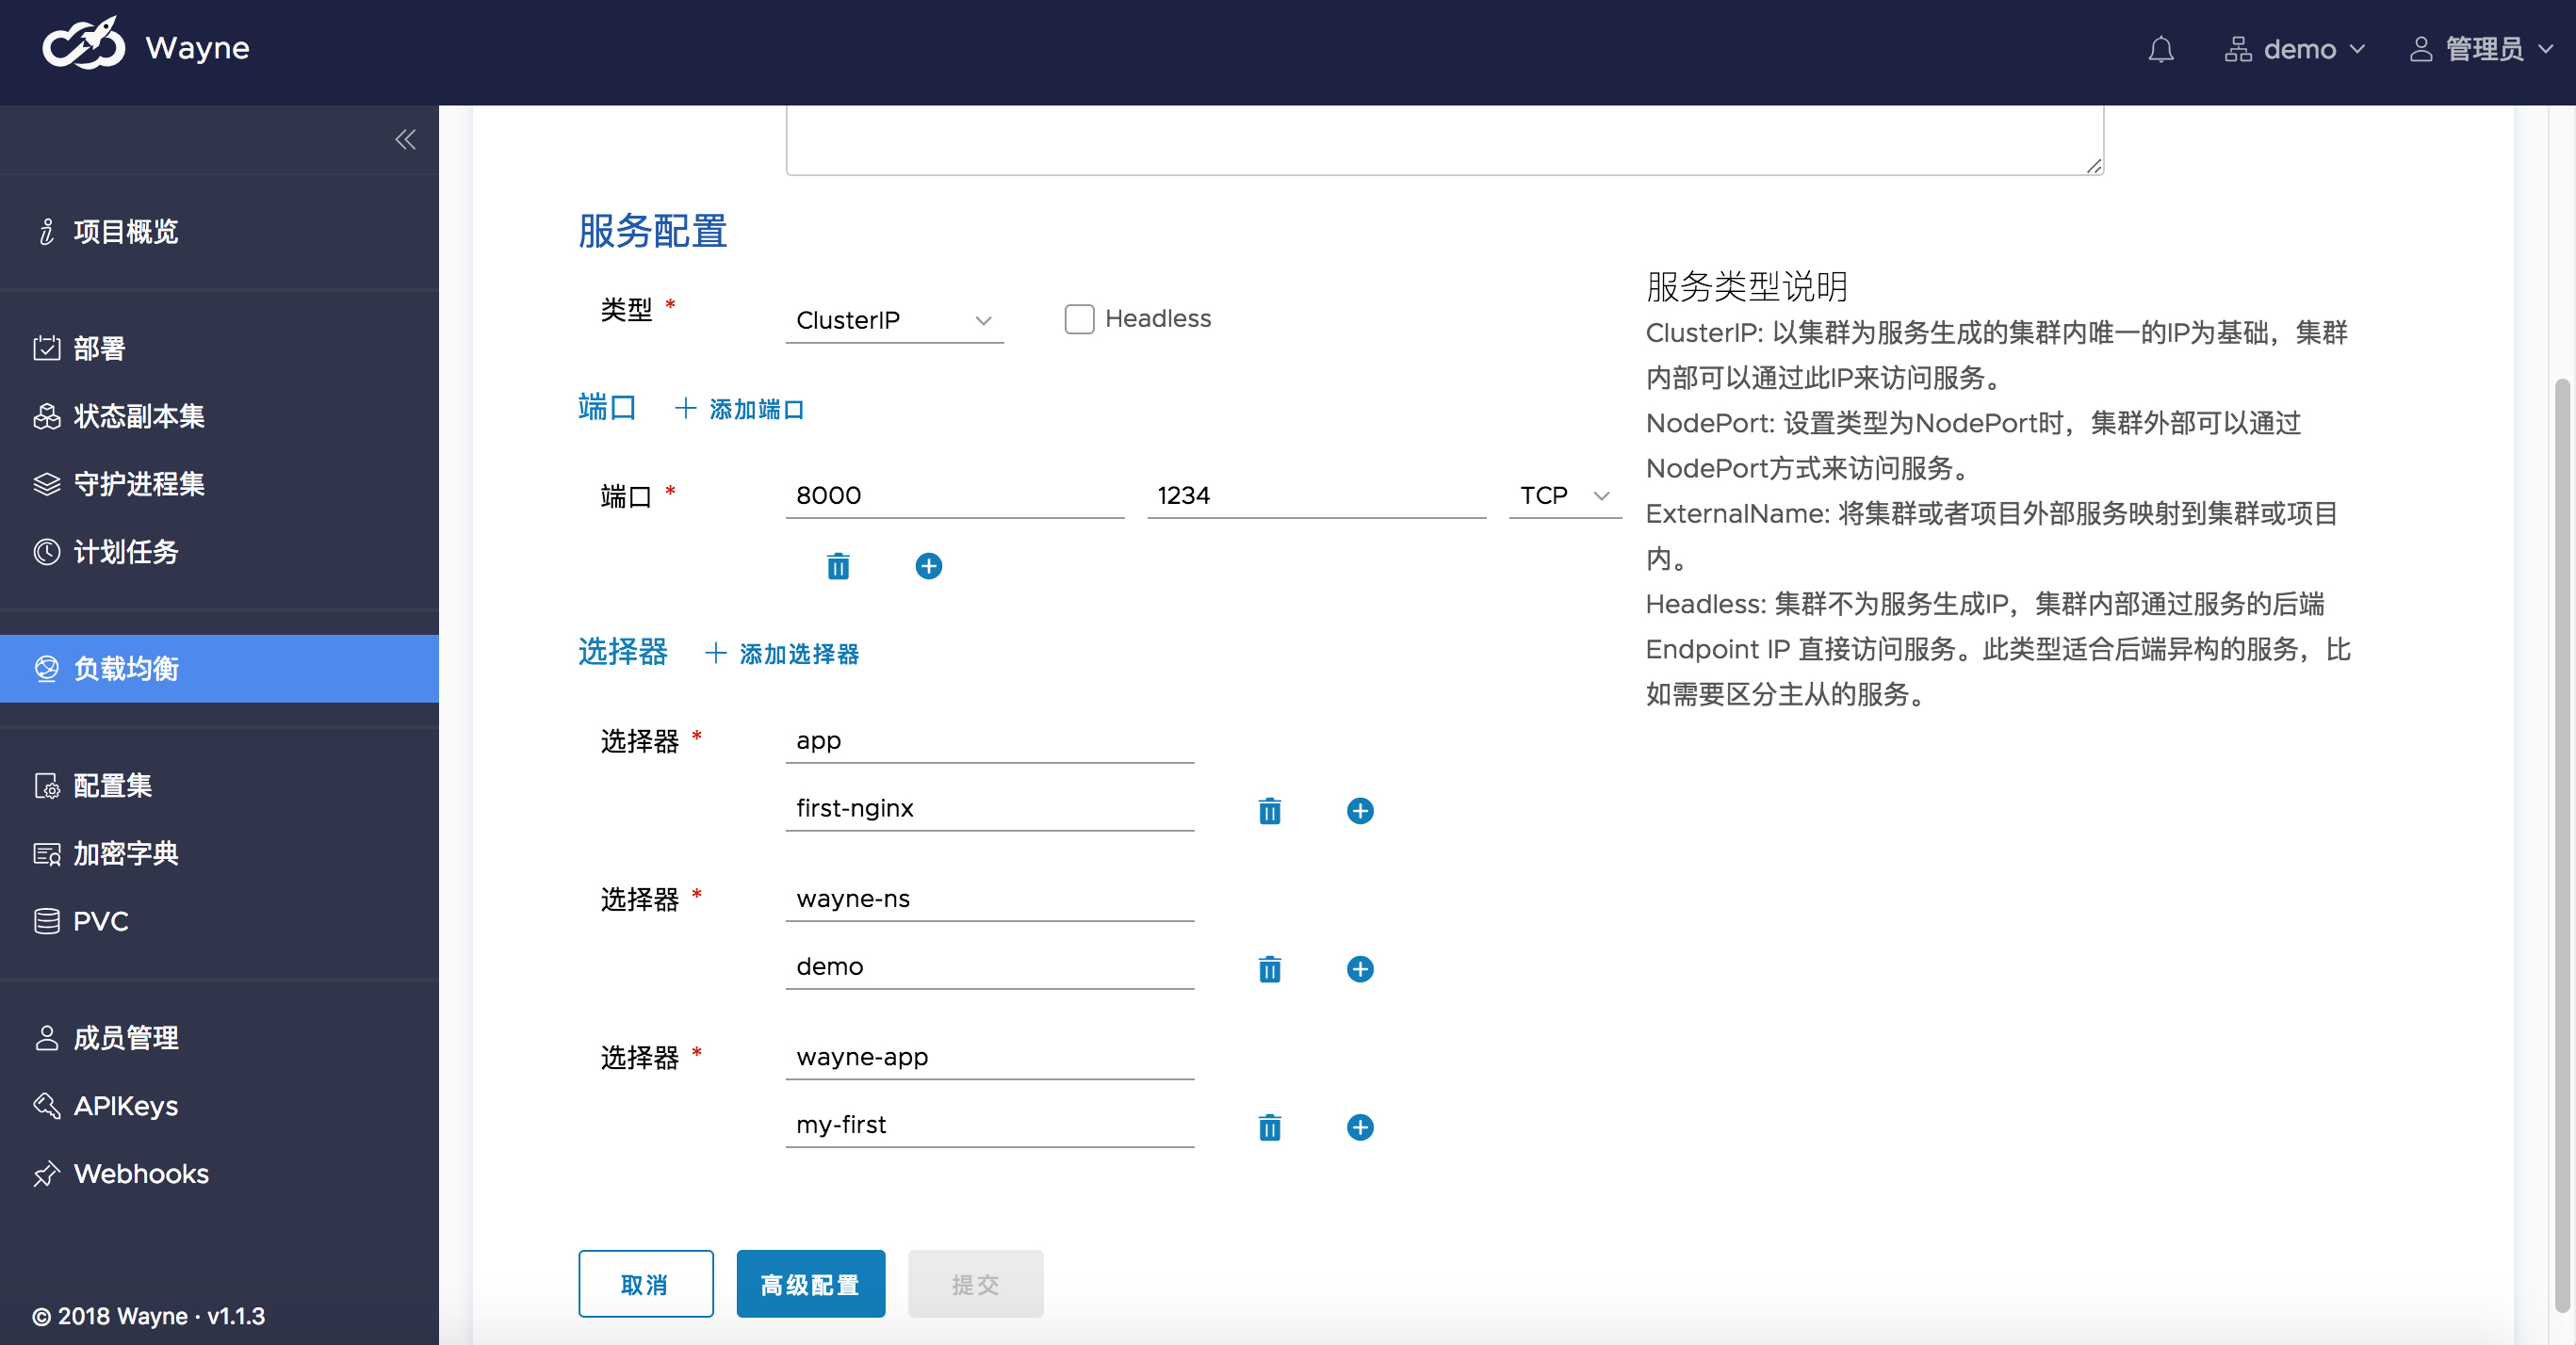 Wayne
demo
管理员
项目概览
部署
状态副本集
守护进程集
计划任务
负载均衡
配置集
加密字典
PVC
成员管理
APIKeys
Webhooks
© 2018 Wayne · v1.1.3
服务配置
类型 *
ClusterIP
Headless
端口
添加端口
端口 *
8000
1234
TCP
选择器
添加选择器
选择器 *
app
first-nginx
选择器 *
wayne-ns
demo
选择器 *
wayne-app
my-first
取消
高级配置
提交
服务类型说明
ClusterIP: 以集群为服务生成的集群内唯一的IP为基础，集群
内部可以通过此IP来访问服务。
NodePort: 设置类型为NodePort时，集群外部可以通过
NodePort方式来访问服务。
ExternalName: 将集群或者项目外部服务映射到集群或项目
内。
Headless: 集群不为服务生成IP，集群内部通过服务的后端
Endpoint IP 直接访问服务。此类型适合后端异构的服务，比
如需要区分主从的服务。